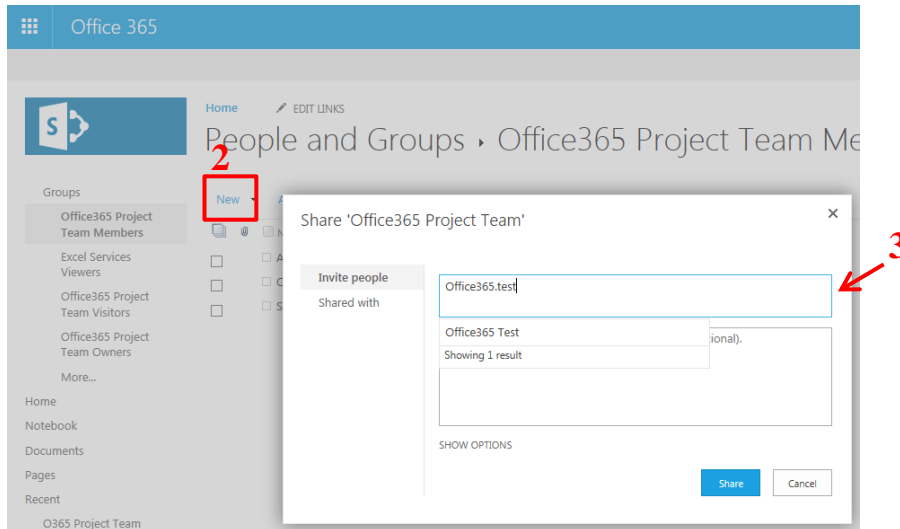 Office 365
S
Home
EDIT LINKS
People and Groups › Office365 Project Team Me
2
Groups
Office365 Project
Team Members
Excel Services
Viewers
Office365 Project
Team Visitors
Office365 Project
Team Owners
More...
Home
Notebook
Documents
Pages
Recent
O365 Project Team
New
A
C
S
Share 'Office365 Project Team'
Invite people
Shared with
Office365.test
Office365 Test
Showing 1 result
ional).
SHOW OPTIONS
Share
Cancel
3